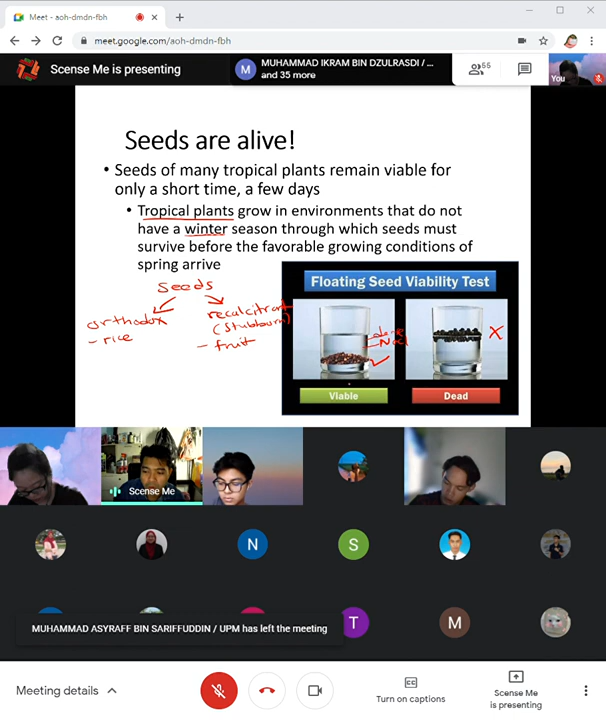 Meet - aoh-dmdn-fbh
meet.google.com/aoh-dmdn-fbh
Scense Me is presenting
M
MUHAMMAD IKRAM BIN DZULRASDI / ...
and 35 more
55
You
Seeds are alive!
• Seeds of many tropical plants remain viable for
only a short time, a few days
• Tropical plants grow in environments that do not
have a winter season through which seeds must
survive before the favorable growing conditions of
spring arrive
seeds
orthodox
- rice
recalcitrant
(stubborn)
- fruit
Floating Seed Viability Test
Viable
X
Dead
Scense Me
N
S
T
M
MUHAMMAD ASYRAFF BIN SARIFFUDDIN / UPM has left the meeting
Meeting details
CC
Turn on captions
Scense Me
is presenting